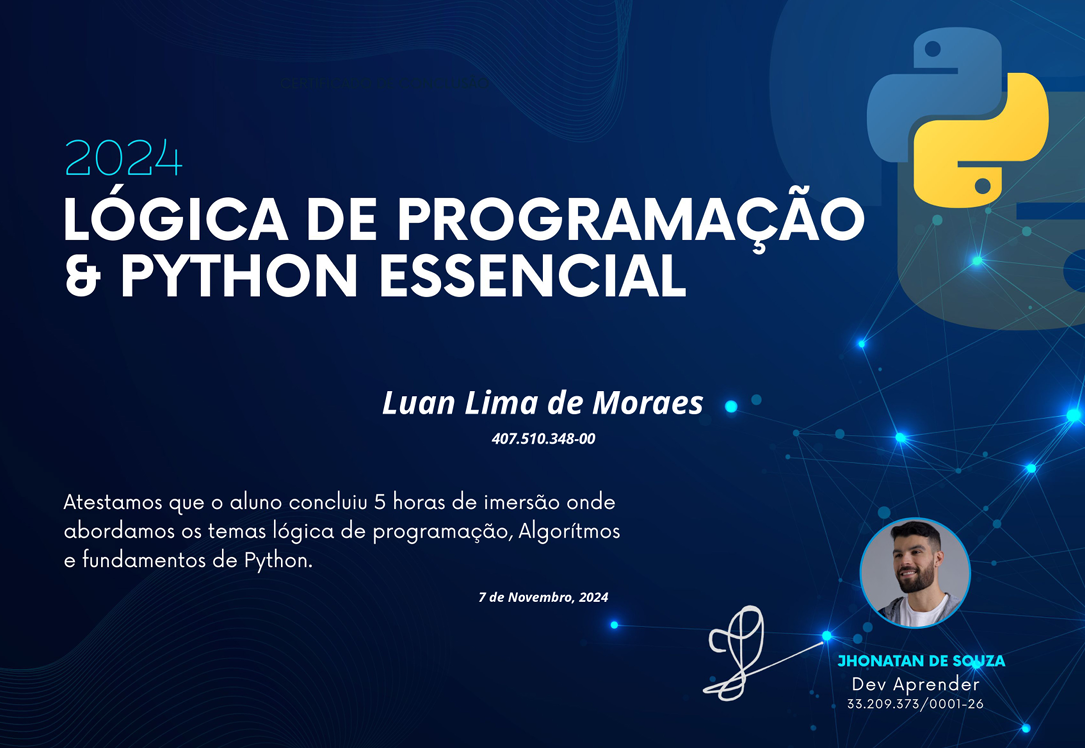 2024
LÓGICA DE PROGRAMAÇÃO
& PYTHON ESSENCIAL
Luan Lima de Moraes
407.510.348-00
Atestamos que o aluno concluiu 5 horas de imersão onde
abordamos os temas lógica de programação, Algorítmos
e fundamentos de Python.
7 de Novembro, 2024
JHONATAN DE SOUZA
Dev Aprender
33.209.373/0001-26